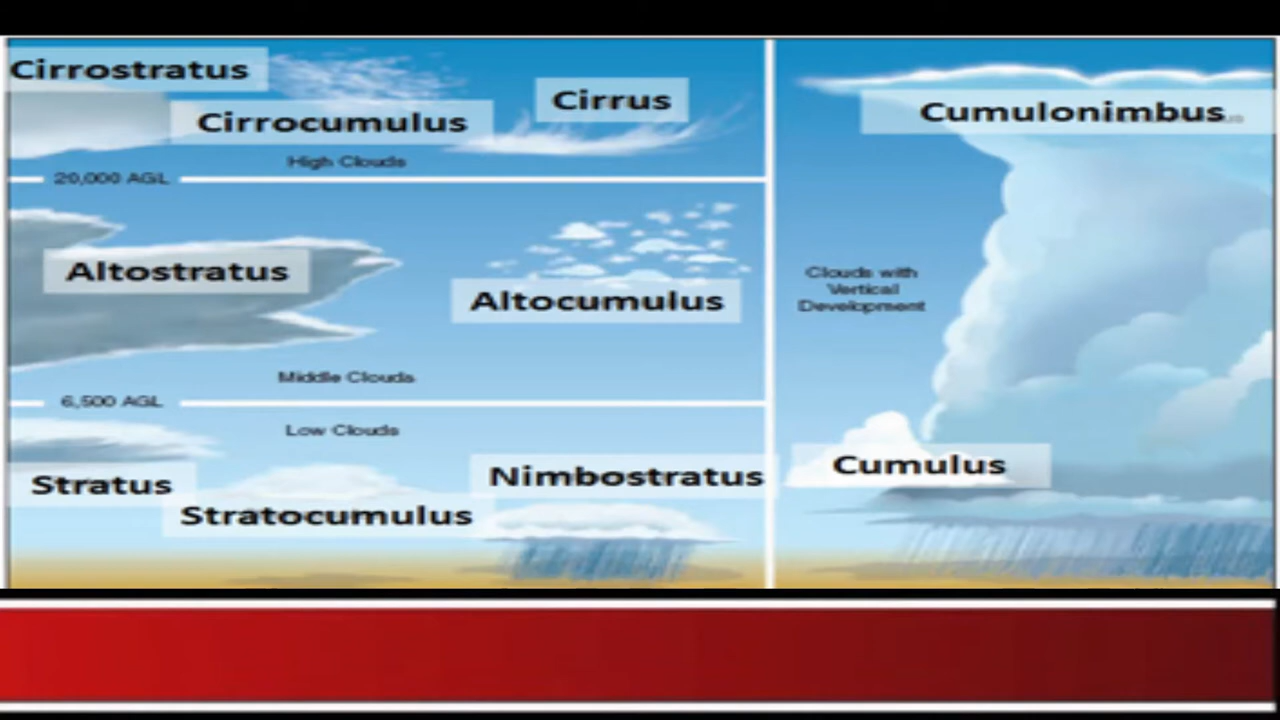 Cirrostratus
Cirrocumulus
Cirrus
High Clouds
20,000 AGL
Altostratus
Altocumulus
Middle Clouds
6,500 AGL
Low Clouds
Stratus
Stratocumulus
Nimbostratus
Cumulonimbus
Clouds with
Vertical
Development
Cumulus